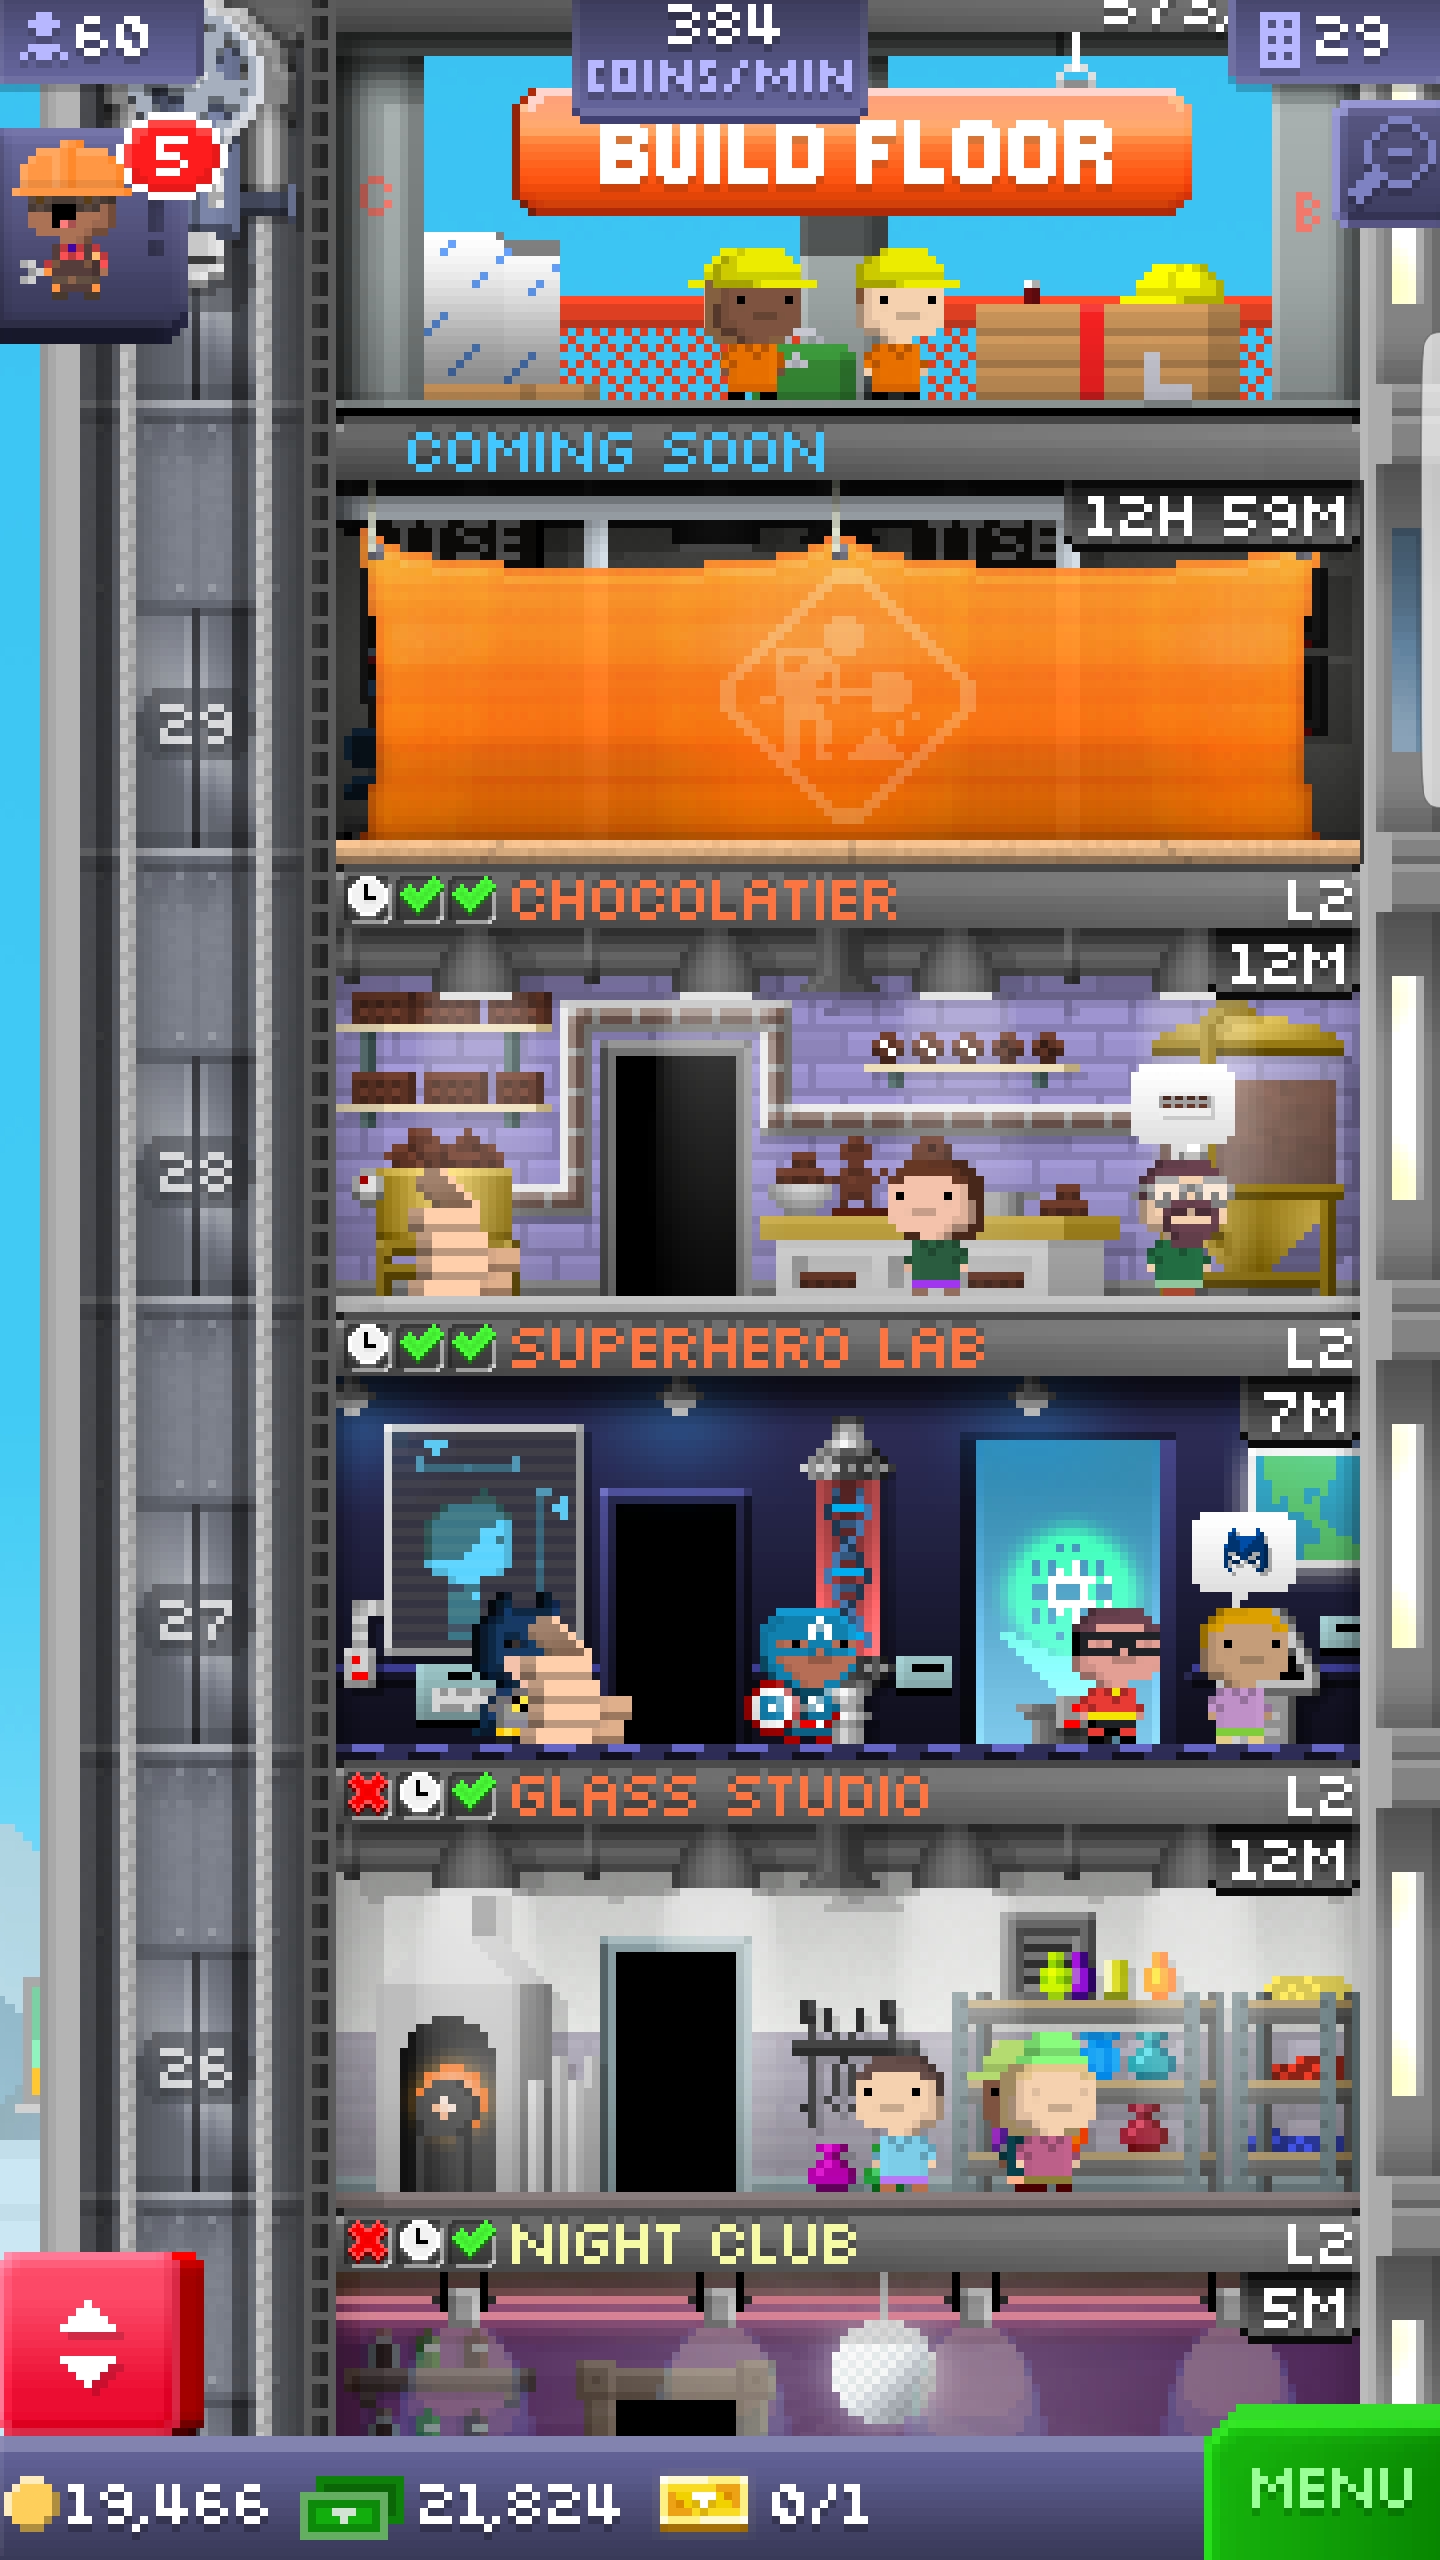 60
384
COINS/MIN
29
5
BUILD FLOOR
C
B
COMING SOON
12H 59M
29
CHOCOLATIER L2
12M
28
SUPERHERO LAB L2
7M
27
GLASS STUDIO L2
12M
26
NIGHT CLUB L2
5M
19,466 21,824 0/1
MENU